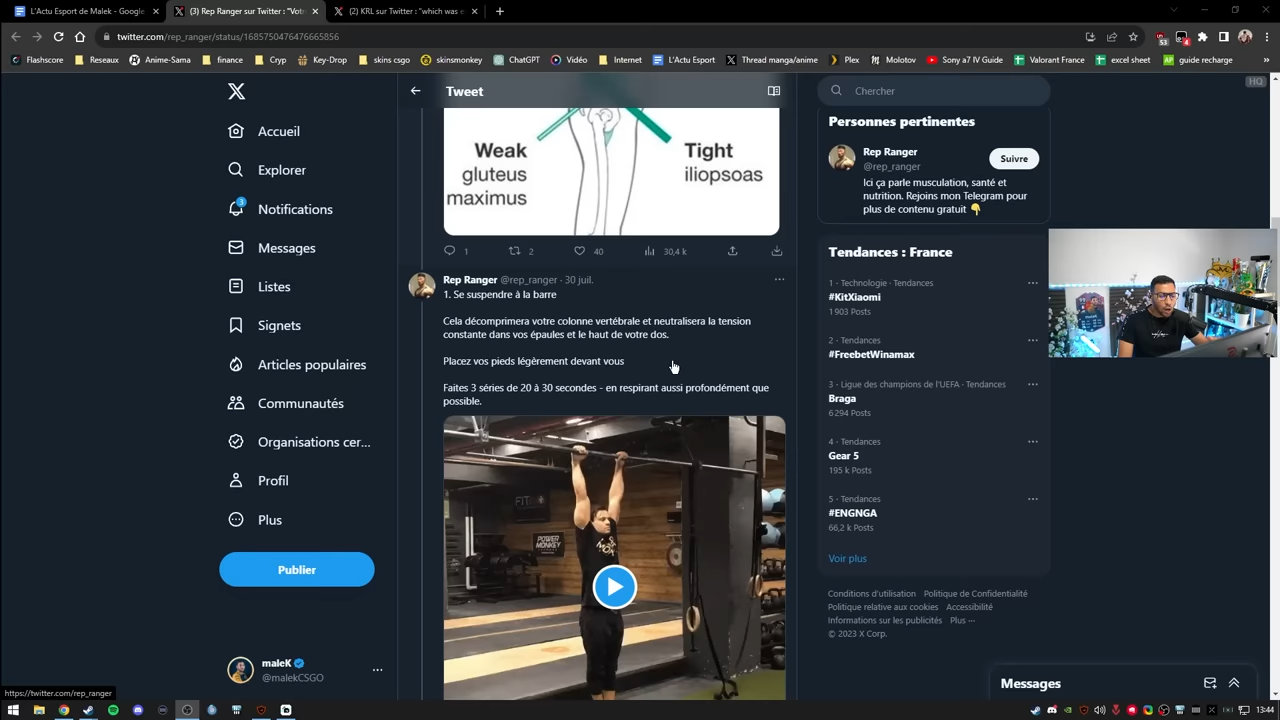 L'Actu Esport de Malek - Google
(3) Rep Ranger sur Twitter : "Vot
(2) KRL sur Twitter : "which was e
twitter.com/rep_ranger/status/1685750476476665856
Flashscore
Reseaux
Anime-Sama
finance
Cryp
Key-Drop
skins csgo
skinsmonkey
ChatGPT
Vidéo
Internet
L'Actu Esport
Thread manga/anime
Plex
Molotov
Sony a7 IV Guide
Valorant France
excel sheet
guide recharge
HQ
Accueil
Explorer
3
Notifications
Messages
Listes
Signets
Articles populaires
Communautés
Organisations cer...
Profil
Plus
Publier
maleK
@malekCSGO
https://twitter.com/rep_ranger
Tweet
Weak
gluteus
maximus
Tight
iliopsoas
1
2
40
30,4 k
Rep Ranger @rep_ranger · 30 juil.
1. Se suspendre à la barre
Cela décomprimera votre colonne vertébrale et neutralisera la tension
constante dans vos épaules et le haut de votre dos.
Placez vos pieds légèrement devant vous
Faites 3 séries de 20 à 30 secondes - en respirant aussi profondément que
possible.
FIT
POWER
MONKEY
Chercher
Personnes pertinentes
Rep Ranger
@rep_ranger
Suivre
Ici ça parle musculation, santé et
nutrition. Rejoins mon Telegram pour
plus de contenu gratuit 👇
Tendances : France
1 · Technologie · Tendances
#KitXiaomi
1 903 Posts
2 · Tendances
#FreebetWinamax
3 · Ligue des champions de l'UEFA · Tendances
Braga
6 294 Posts
4 · Tendances
Gear 5
195 k Posts
5 · Tendances
#ENGNGA
66,2 k Posts
Voir plus
Conditions d'utilisation Politique de Confidentialité
Politique relative aux cookies Accessibilité
Informations sur les publicités Plus ···
© 2023 X Corp.
Messages
13:44